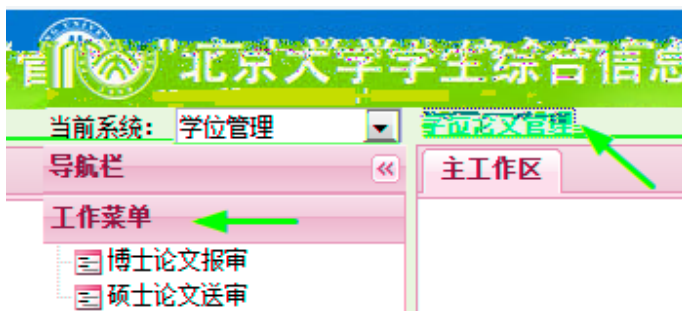 北京大学学生综合信息
当前系统： 学位管理 学位论文管理
导航栏 主工作区
工作菜单
博士论文报审
硕士论文送审